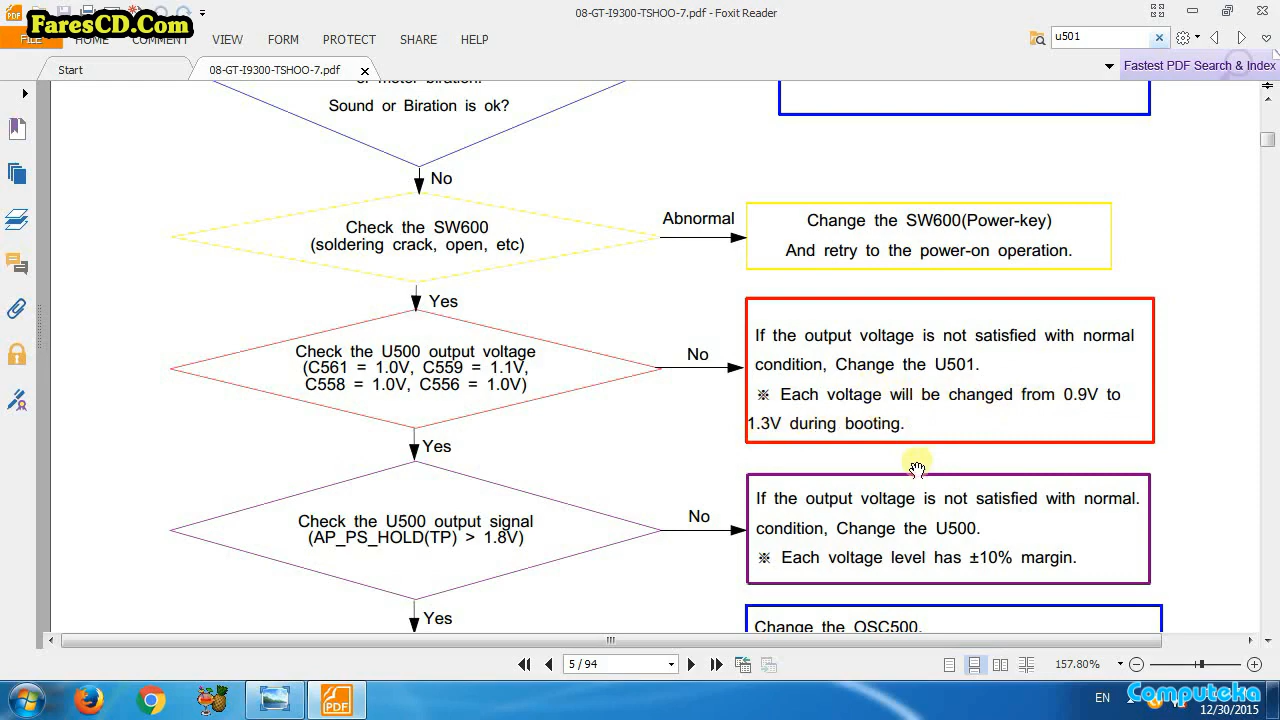 08-GT-I9300-TSHOO-7.pdf - Foxit Reader
FaresCD.Com
FILE HOME COMMENT VIEW FORM PROTECT SHARE HELP
u501
Start
08-GT-I9300-TSHOO-7.pdf
Fastest PDF Search & Index
Sound or Biration is ok?
No
Check the SW600
(soldering crack, open, etc)
Abnormal
Change the SW600(Power-key)
And retry to the power-on operation.
Yes
Check the U500 output voltage
(C561 = 1.0V, C559 = 1.1V,
C558 = 1.0V, C556 = 1.0V)
No
If the output voltage is not satisfied with normal
condition, Change the U501.
※ Each voltage will be changed from 0.9V to
1.3V during booting.
Yes
Check the U500 output signal
(AP_PS_HOLD(TP) > 1.8V)
No
If the output voltage is not satisfied with normal.
condition, Change the U500.
※ Each voltage level has ±10% margin.
Yes
Change the OSC500.
5 / 94
157.80%
EN
Computeka
12/30/2015